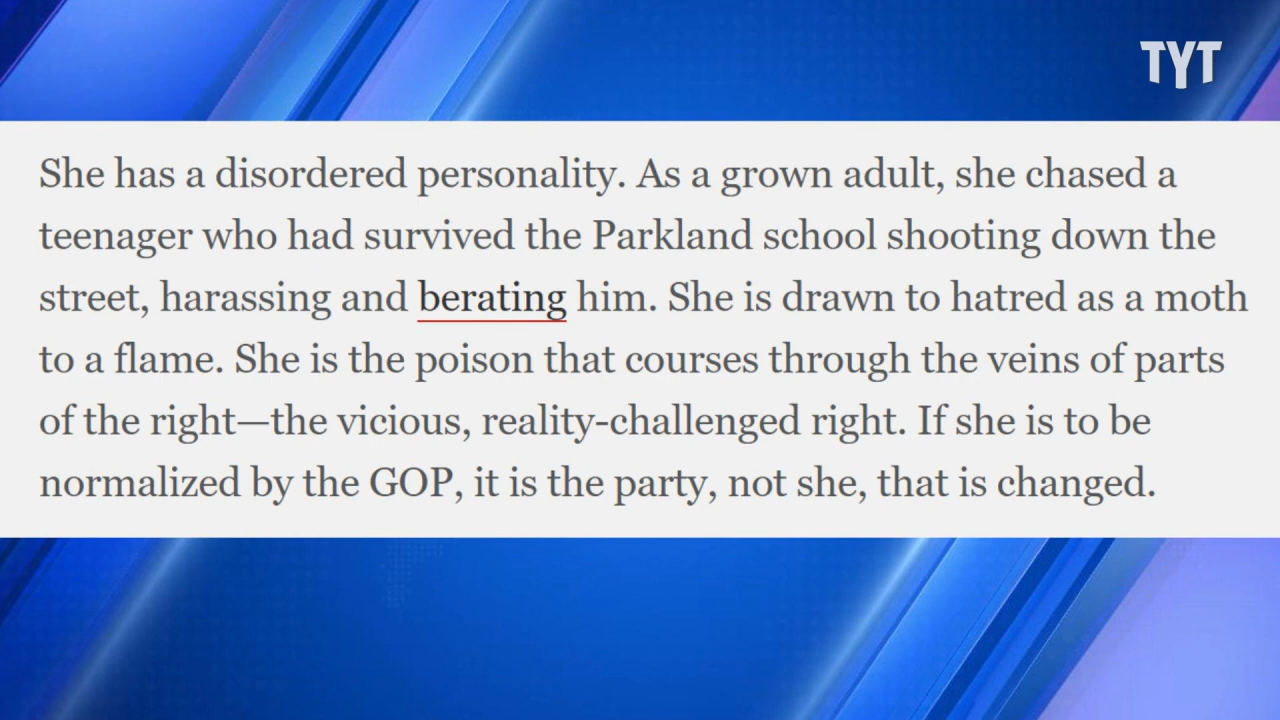 TYT
She has a disordered personality. As a grown adult, she chased a
teenager who had survived the Parkland school shooting down the
street, harassing and berating him. She is drawn to hatred as a moth
to a flame. She is the poison that courses through the veins of parts
of the right—the vicious, reality-challenged right. If she is to be
normalized by the GOP, it is the party, not she, that is changed.